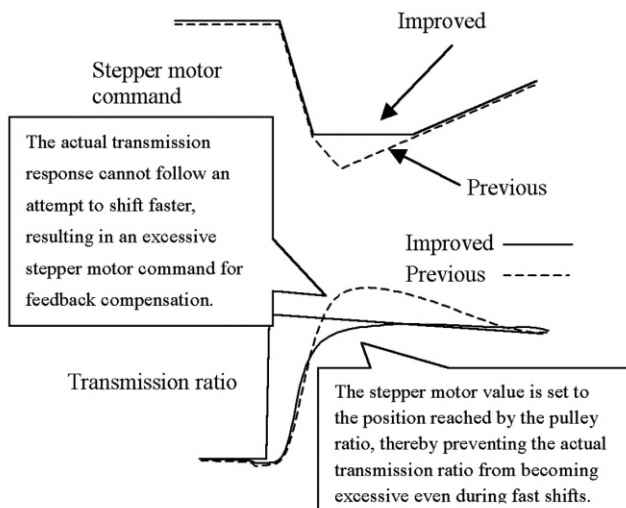 Improved
Stepper motor
command
The actual transmission
response cannot follow an
attempt to shift faster,
resulting in an excessive
stepper motor command for
feedback compensation.
Previous
Improved
Previous
Transmission ratio
The stepper motor value is set to
the position reached by the pulley
ratio, thereby preventing the actual
transmission ratio from becoming
excessive even during fast shifts.